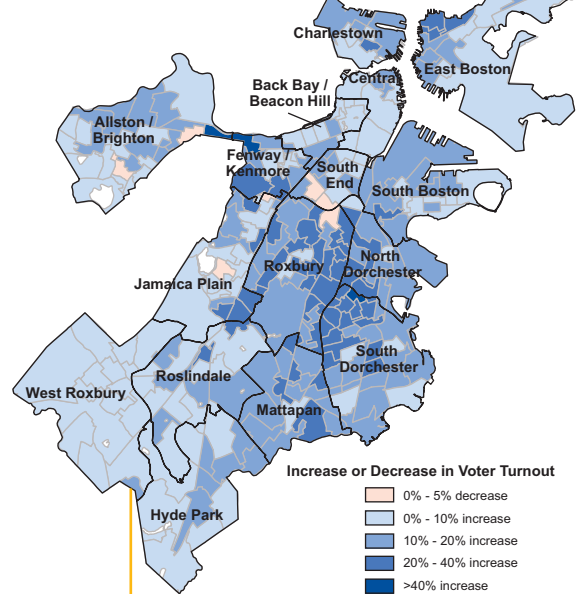 Charlestown
Central
East Boston
Back Bay /
Beacon Hill
Allston /
Brighton
Fenway /
Kenmore
South
End
South Boston
Roxbury
North
Dorchester
Jamaica Plain
South
Dorchester
West Roxbury
Roslindale
Mattapan
Hyde Park
Increase or Decrease in Voter Turnout
0% - 5% decrease
0% - 10% increase
10% - 20% increase
20% - 40% increase
>40% increase